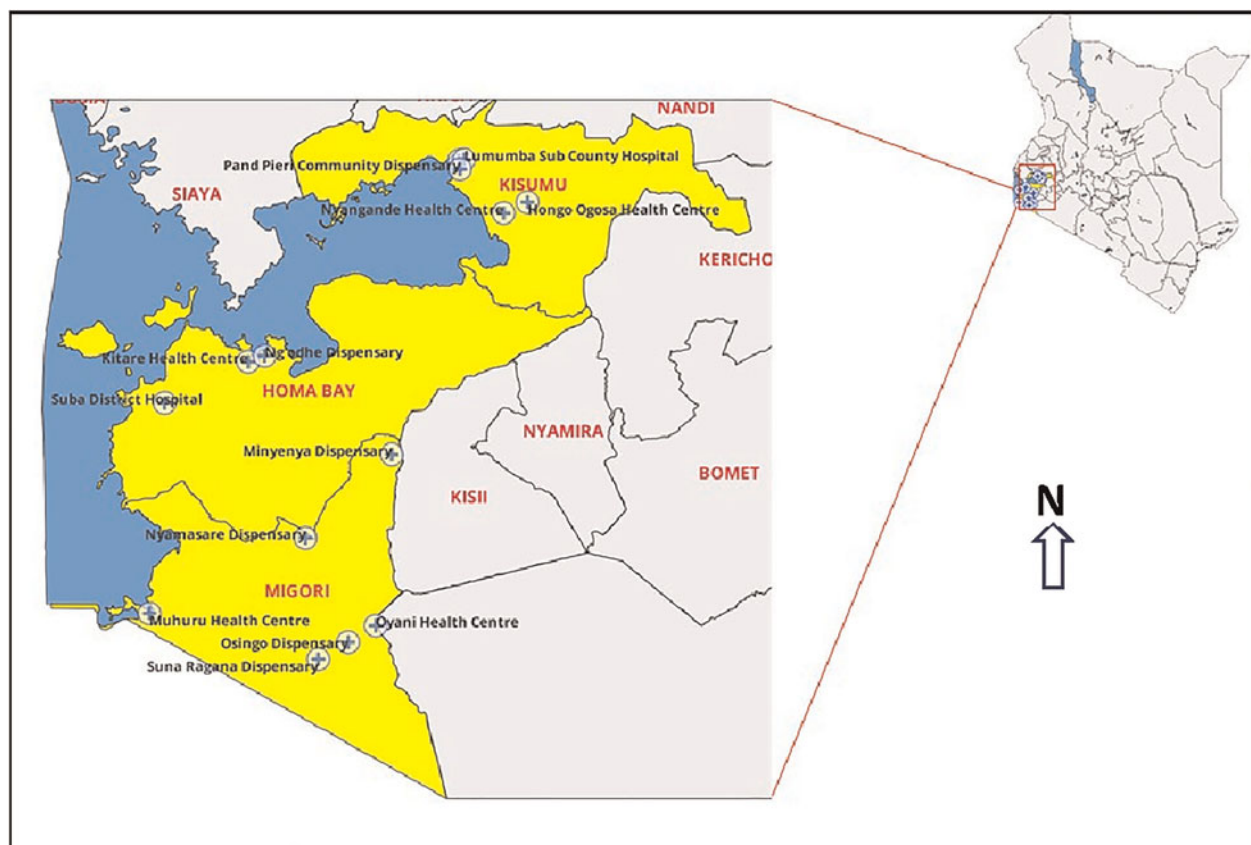 NANDI
Lumumba Sub County Hospital
Pand Pieri Community Dispensary
SIAYA
KISUMU
Nyangande Health Centre
Hongo Ogosa Health Centre
KERICHO
Kitare Health Centre
Ng'odhe Dispensary
HOMA BAY
Suba District Hospital
NYAMIRA
Minyenya Dispensary
BOMET
KISII
N
Nyamasare Dispensary
MIGORI
Muhuru Health Centre
Oyani Health Centre
Osingo Dispensary
Suna Ragana Dispensary